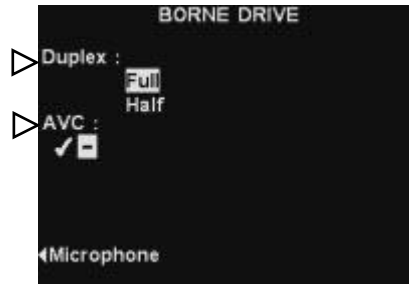 BORNE DRIVE
Duplex :
Full
Half
AVC :
✓ -
◂Microphone